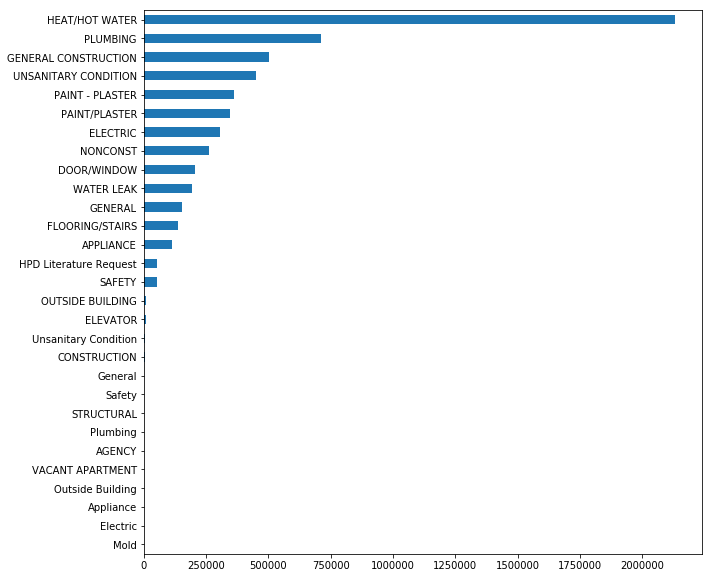 HEAT/HOT WATER
PLUMBING
GENERAL CONSTRUCTION
UNSANITARY CONDITION
PAINT - PLASTER
PAINT/PLASTER
ELECTRIC
NONCONST
DOOR/WINDOW
WATER LEAK
GENERAL
FLOORING/STAIRS
APPLIANCE
HPD Literature Request
SAFETY
OUTSIDE BUILDING
ELEVATOR
Unsanitary Condition
CONSTRUCTION
General
Safety
STRUCTURAL
Plumbing
AGENCY
VACANT APARTMENT
Outside Building
Appliance
Electric
Mold
0 250000 500000 750000 1000000 1250000 1500000 1750000 2000000